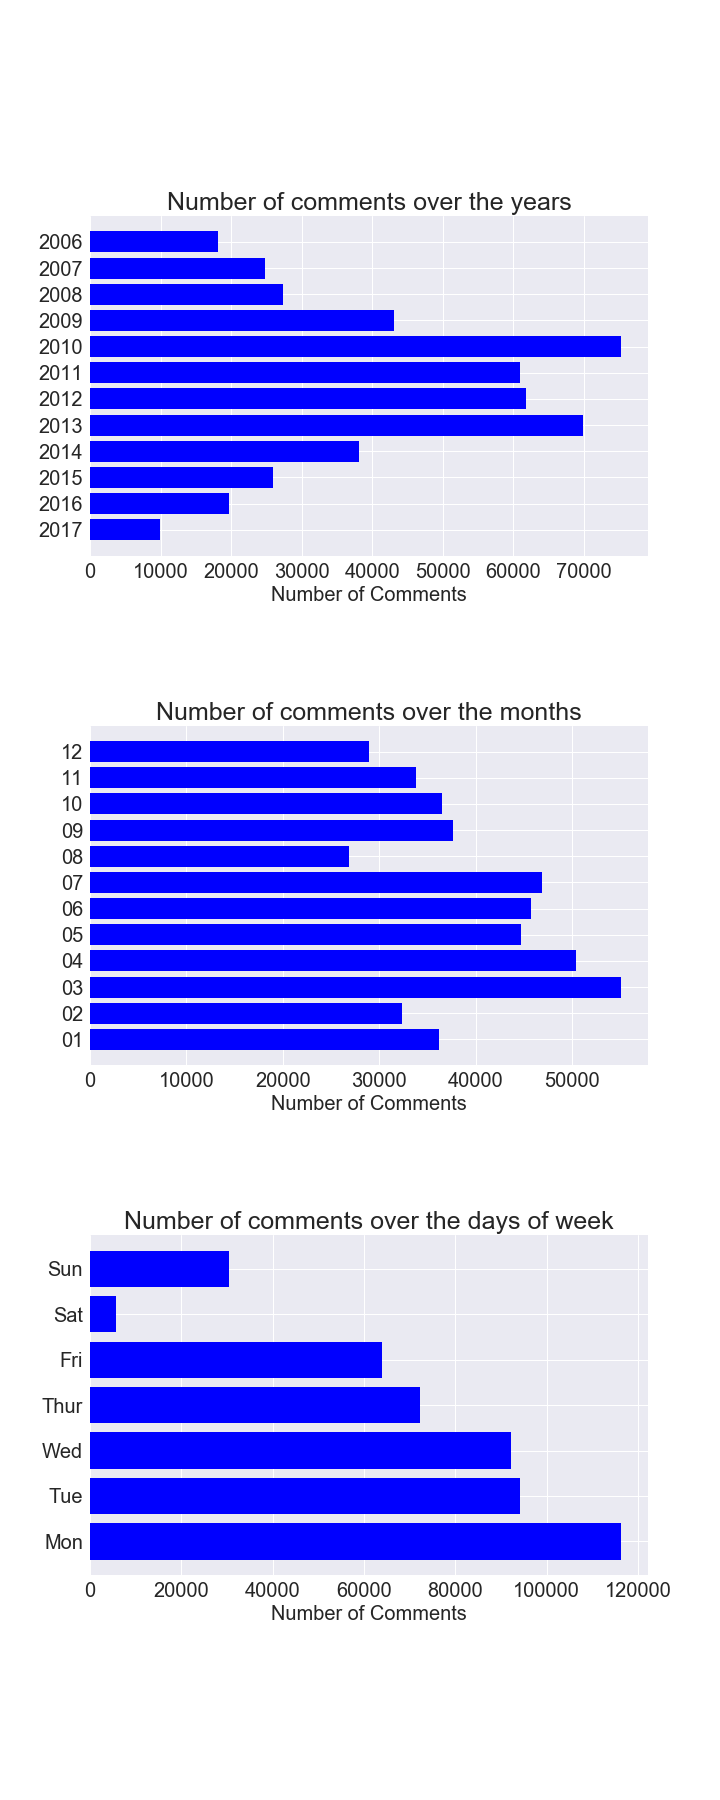 Number of comments over the years
2006
2007
2008
2009
2010
2011
2012
2013
2014
2015
2016
2017
0 10000 20000 30000 40000 50000 60000 70000
Number of Comments
Number of comments over the months
12
11
10
09
08
07
06
05
04
03
02
01
0 10000 20000 30000 40000 50000
Number of Comments
Number of comments over the days of week
Sun
Sat
Fri
Thur
Wed
Tue
Mon
0 20000 40000 60000 80000 100000 120000
Number of Comments